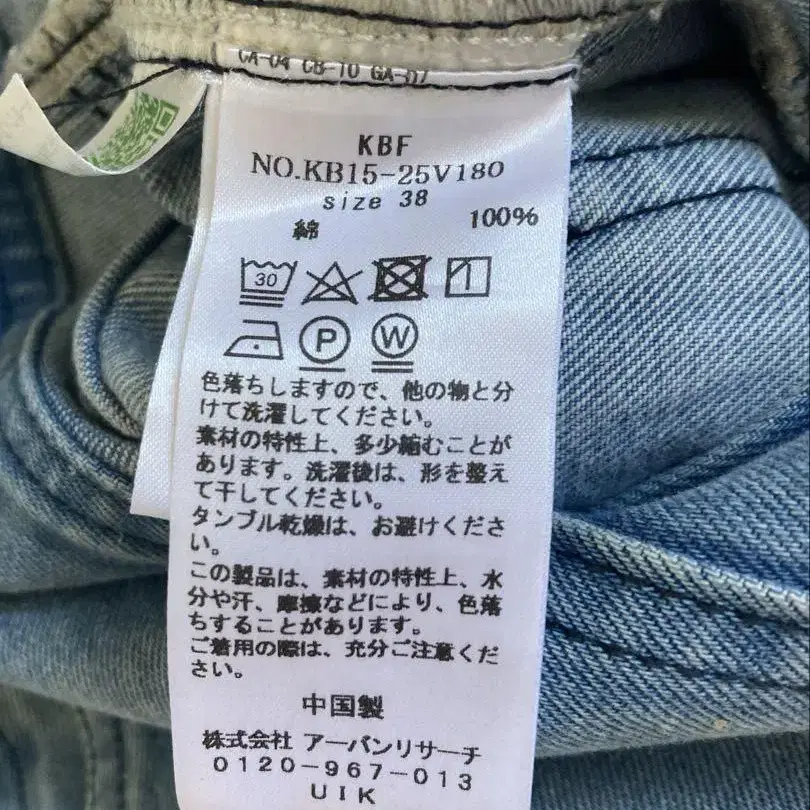 CA-04 CB-10 GA-07
KBF
NO.KB15-25V180
size 38
綿 100%
30
P W
色落ちしますので、他の物と分
けて洗濯してください。
素材の特性上、多少縮むことが
あります。洗濯後は、形を整え
て干してください。
タンブル乾燥は、お避けくださ
い。
この製品は、素材の特性上、水
分や汗、摩擦などにより、色落
ちすることがあります。
ご着用の際は、充分ご注意くだ
さい。
中国製
株式会社 アーバンリサーチ
0120-967-013
UIK